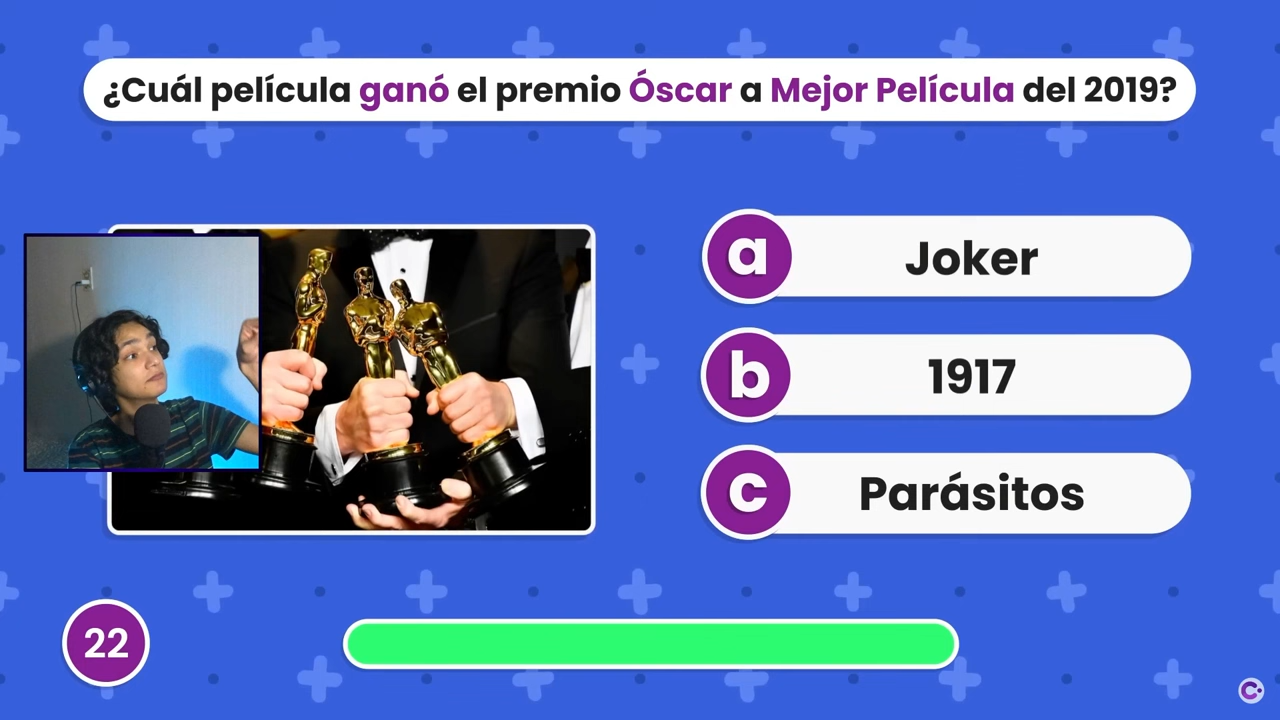 ¿Cuál película ganó el premio Óscar a Mejor Película del 2019?
a Joker
b 1917
c Parásitos
22
C